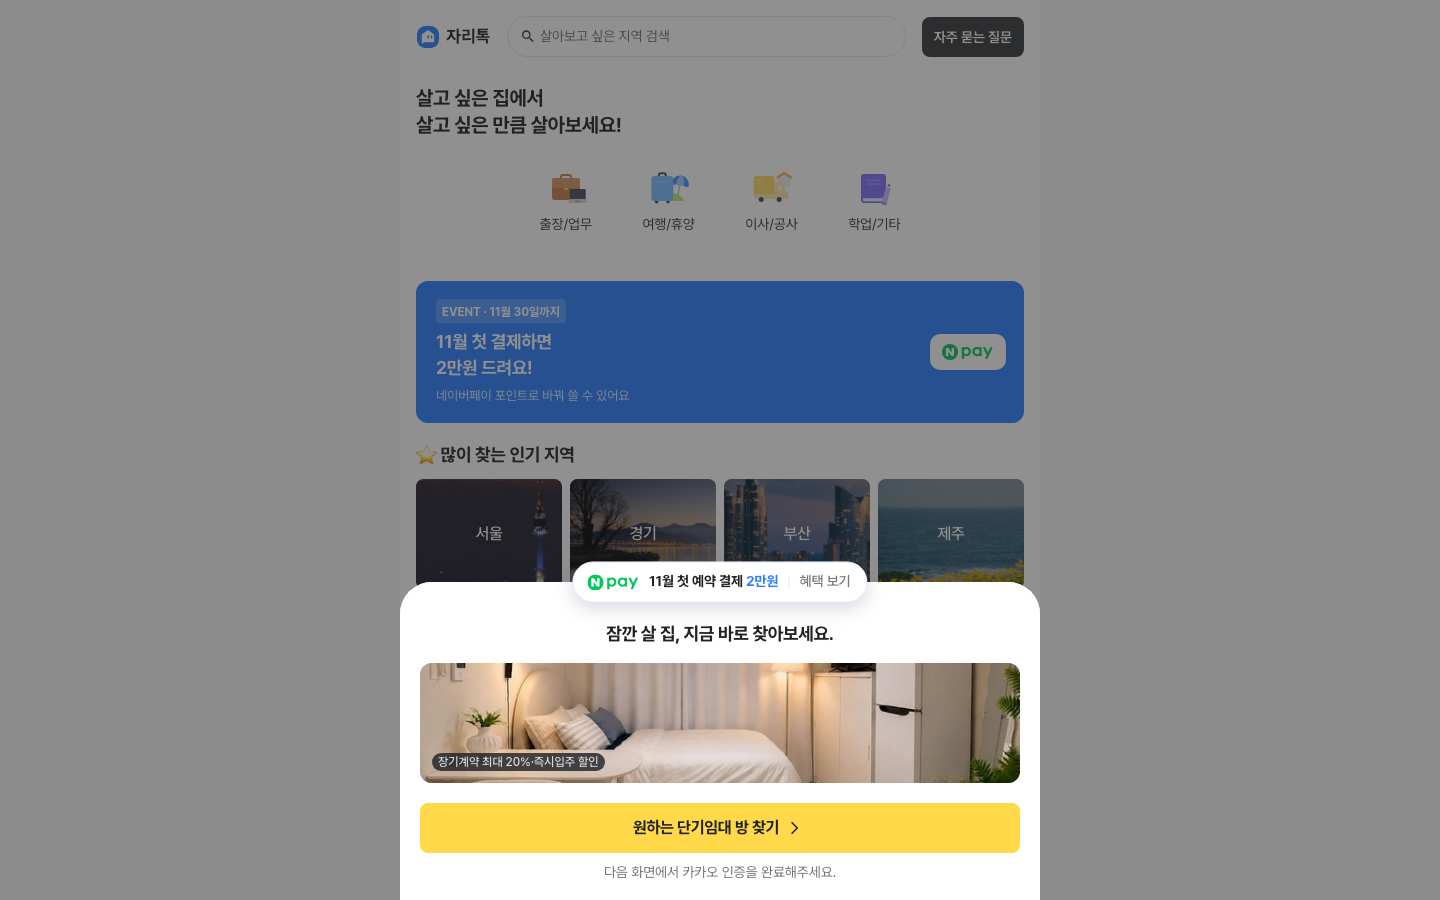 자리톡
살아보고 싶은 지역 검색
자주 묻는 질문
살고 싶은 집에서
살고 싶은 만큼 살아보세요!
출장/업무
여행/휴양
이사/공사
학업/기타
EVENT · 11월 30일까지
11월 첫 결제하면
2만원 드려요!
네이버페이 포인트로 바꿔 쓸 수 있어요
N pay
많이 찾는 인기 지역
서울
경기
부산
제주
N pay 11월 첫 예약 결제 2만원 혜택 보기
잠깐 살 집, 지금 바로 찾아보세요.
장기계약 최대 20%·즉시입주 할인
원하는 단기임대 방 찾기
다음 화면에서 카카오 인증을 완료해주세요.